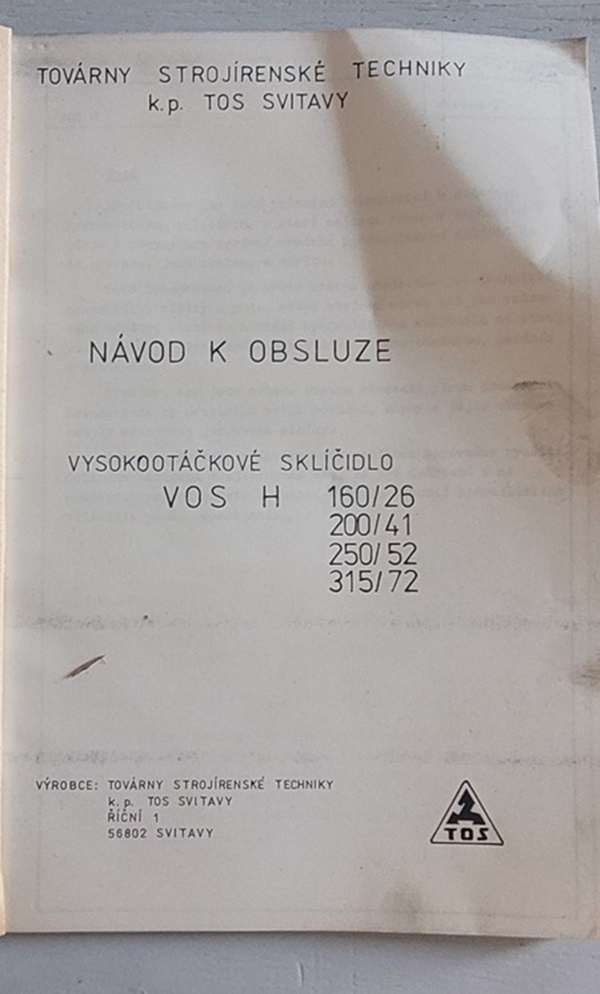 TOVÁRNY STROJÍRENSKÉ TECHNIKY
k.p. TOS SVITAVY
NÁVOD K OBSLUZE
VYSOKOOTÁČKOVÉ SKLÍČIDLO
VOS H 160/26
200/41
250/52
315/72
VÝROBCE: TOVÁRNY STROJÍRENSKÉ TECHNIKY
k.p. TOS SVITAVY
ŘÍČNÍ 1
56802 SVITAVY
TOS